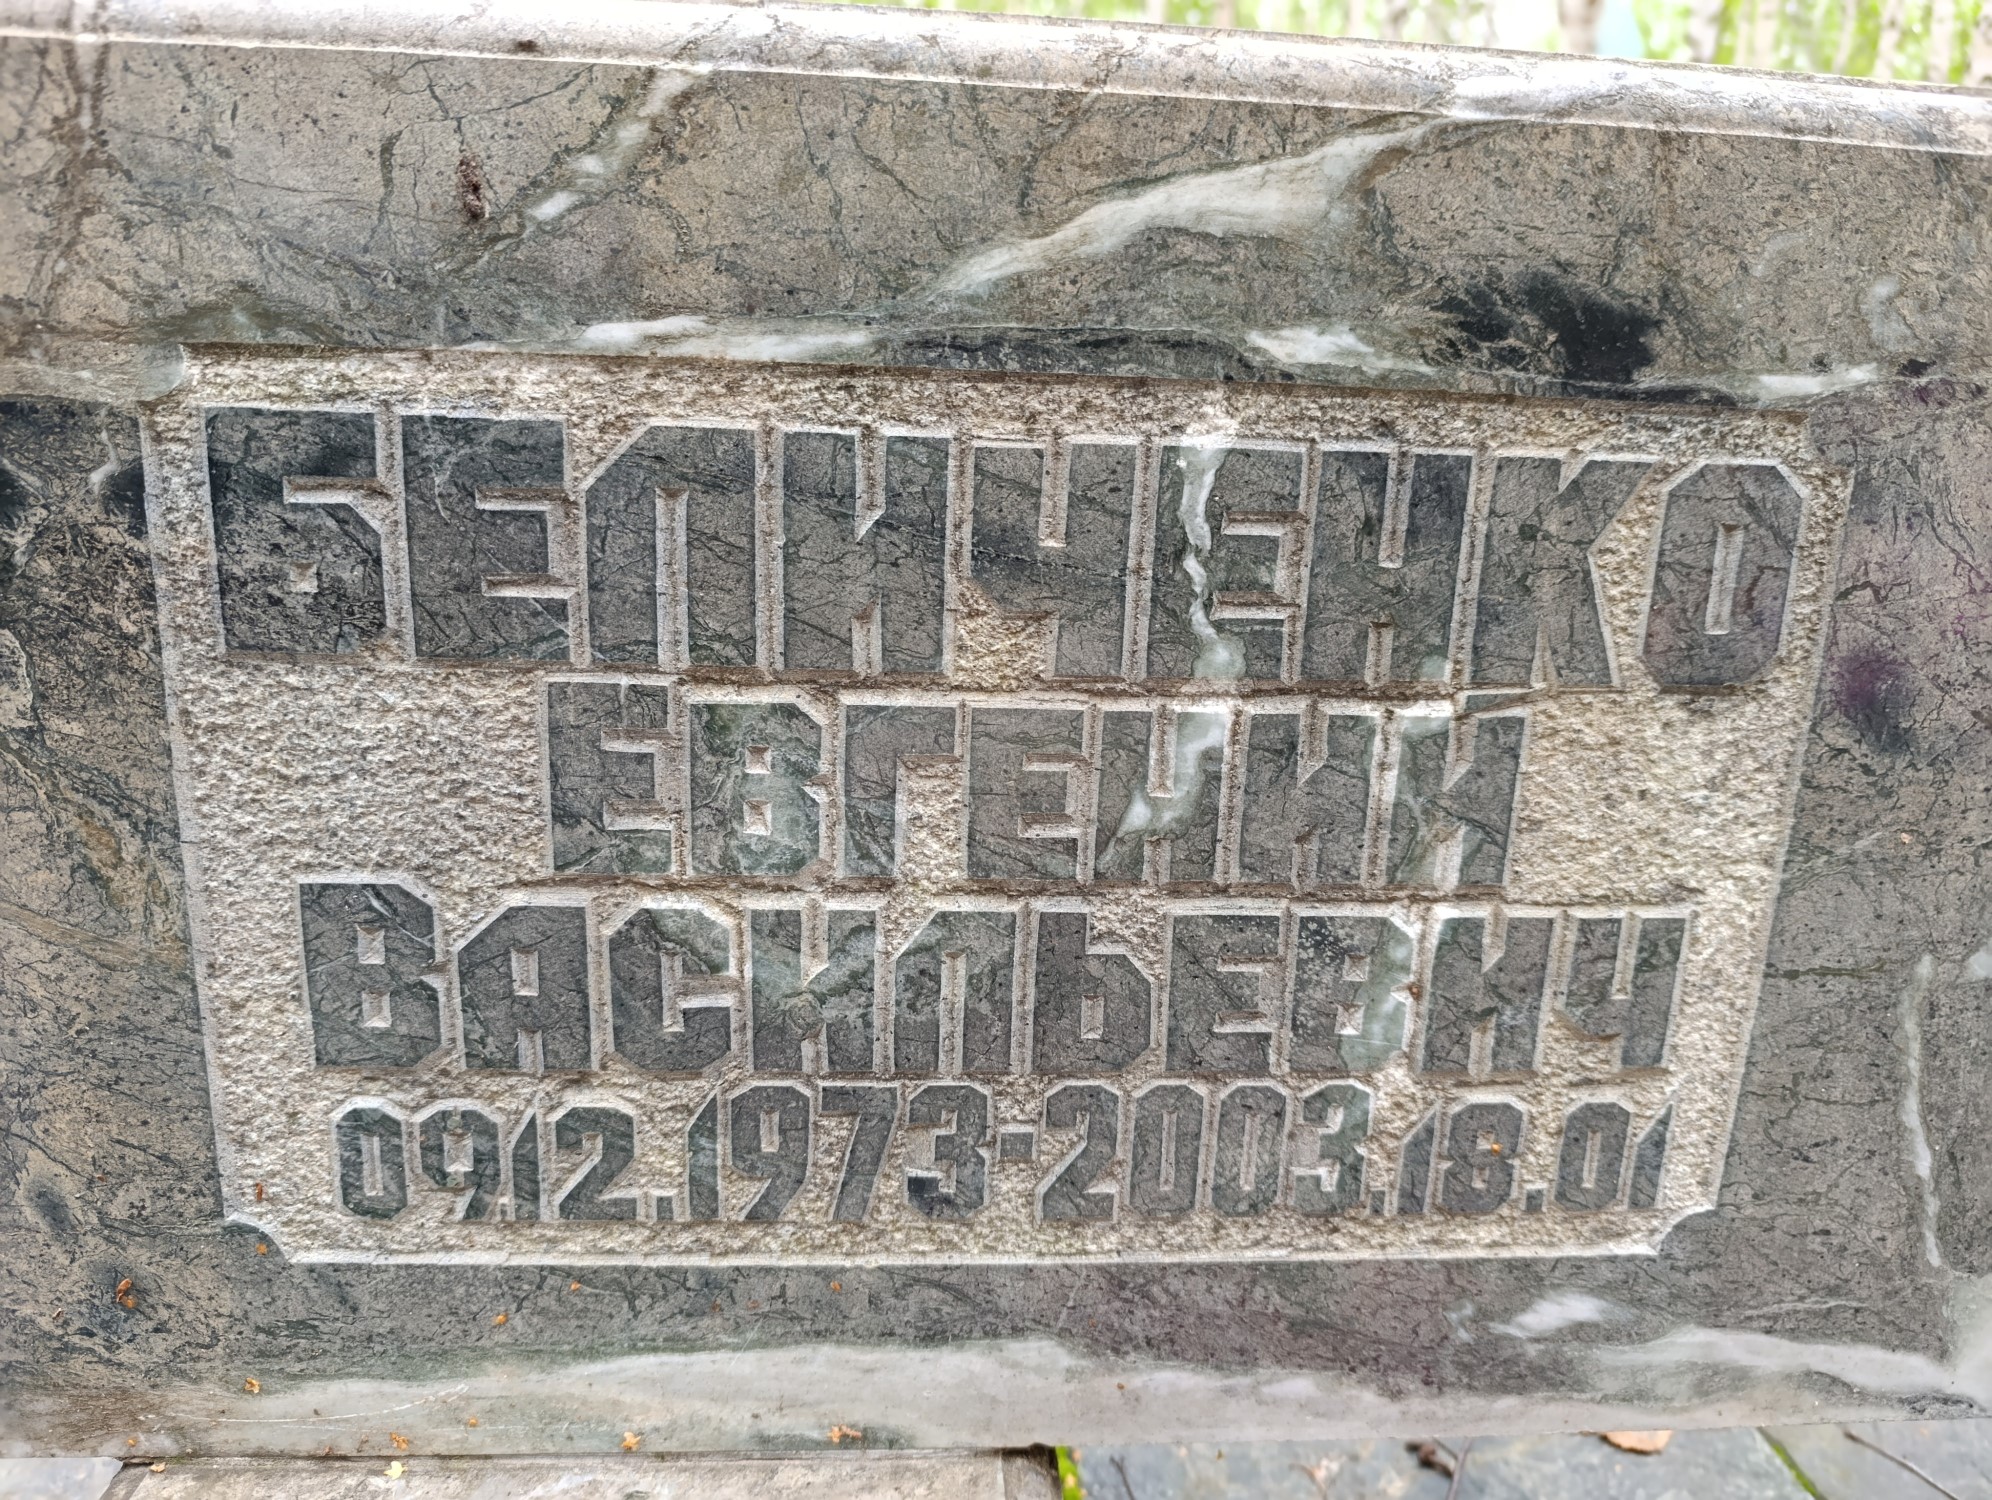 БЕЛИЧЕНКО
ЕВГЕНИЙ
ВАСИЛЬЕВИЧ
09.12.1973-2003.18.01